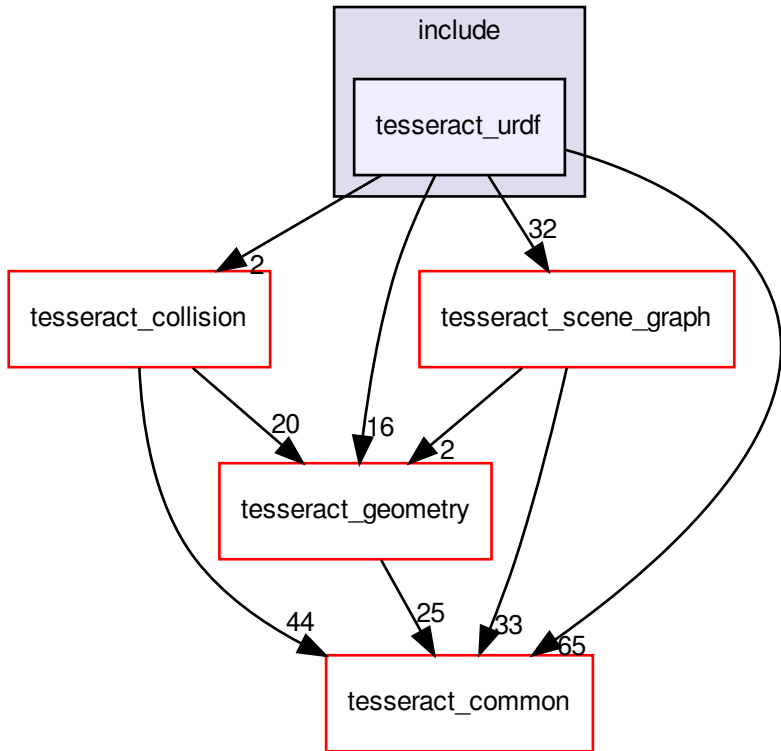 include
tesseract_urdf
32
2
tesseract_collision
tesseract_scene_graph
20
16
2
tesseract_geometry
44
25
33
65
tesseract_common